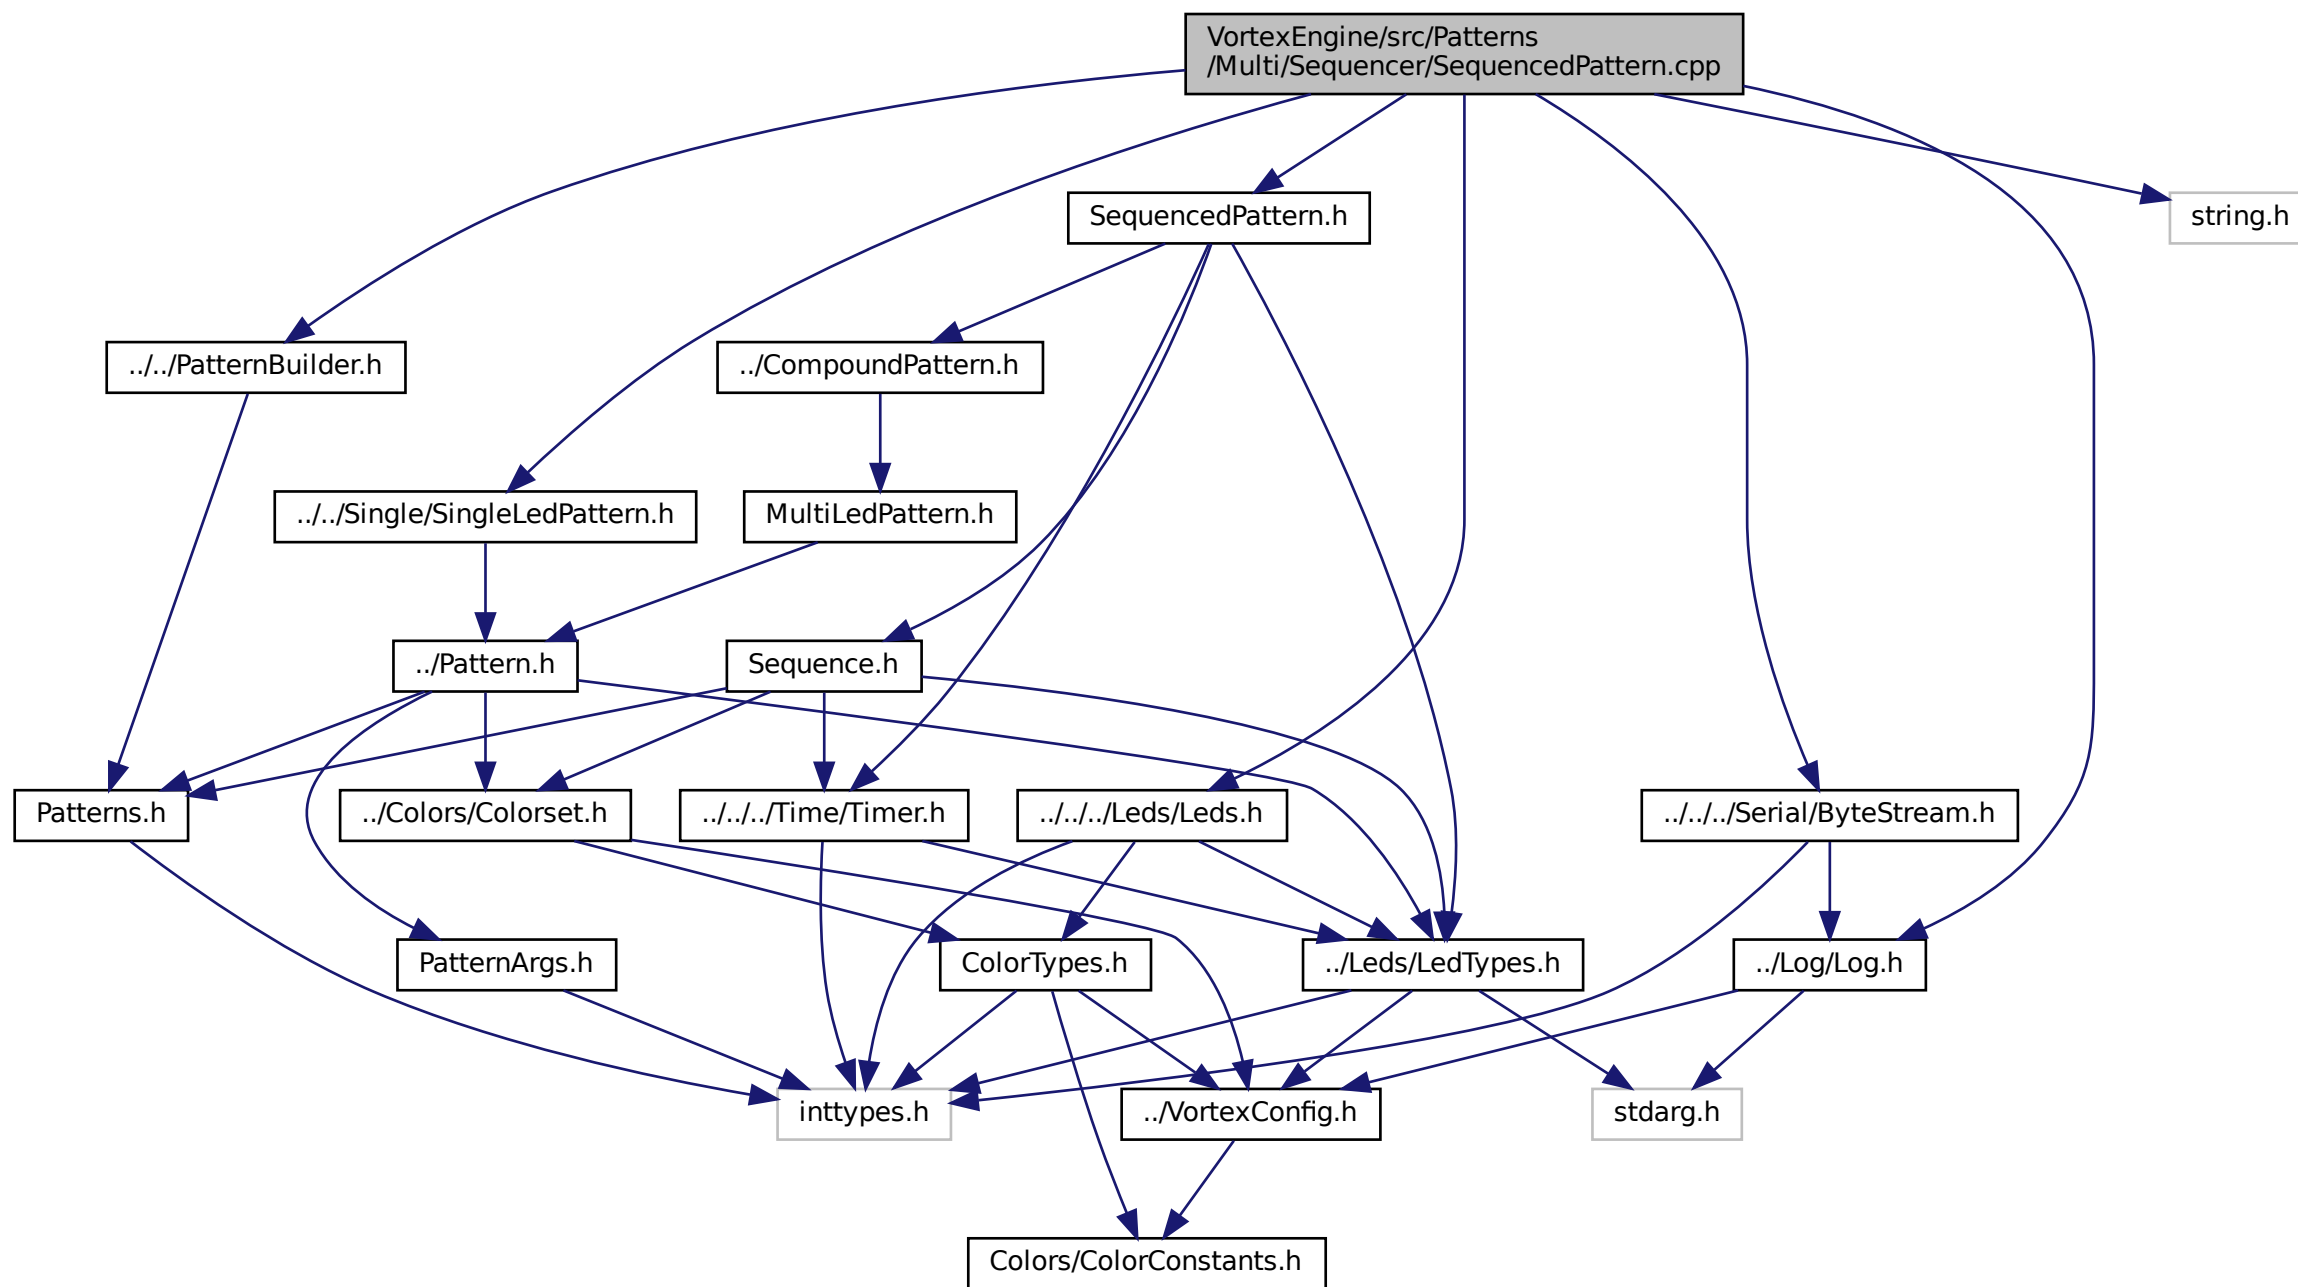 VortexEngine/src/Patterns
/Multi/Sequencer/SequencedPattern.cpp
SequencedPattern.h
string.h
../../PatternBuilder.h
../CompoundPattern.h
../../Single/SingleLedPattern.h
MultiLedPattern.h
../Pattern.h
Sequence.h
Patterns.h
../Colors/Colorset.h
../../../Time/Timer.h
../../../Leds/Leds.h
../../../Serial/ByteStream.h
PatternArgs.h
ColorTypes.h
../Leds/LedTypes.h
../Log/Log.h
inttypes.h
../VortexConfig.h
stdarg.h
Colors/ColorConstants.h